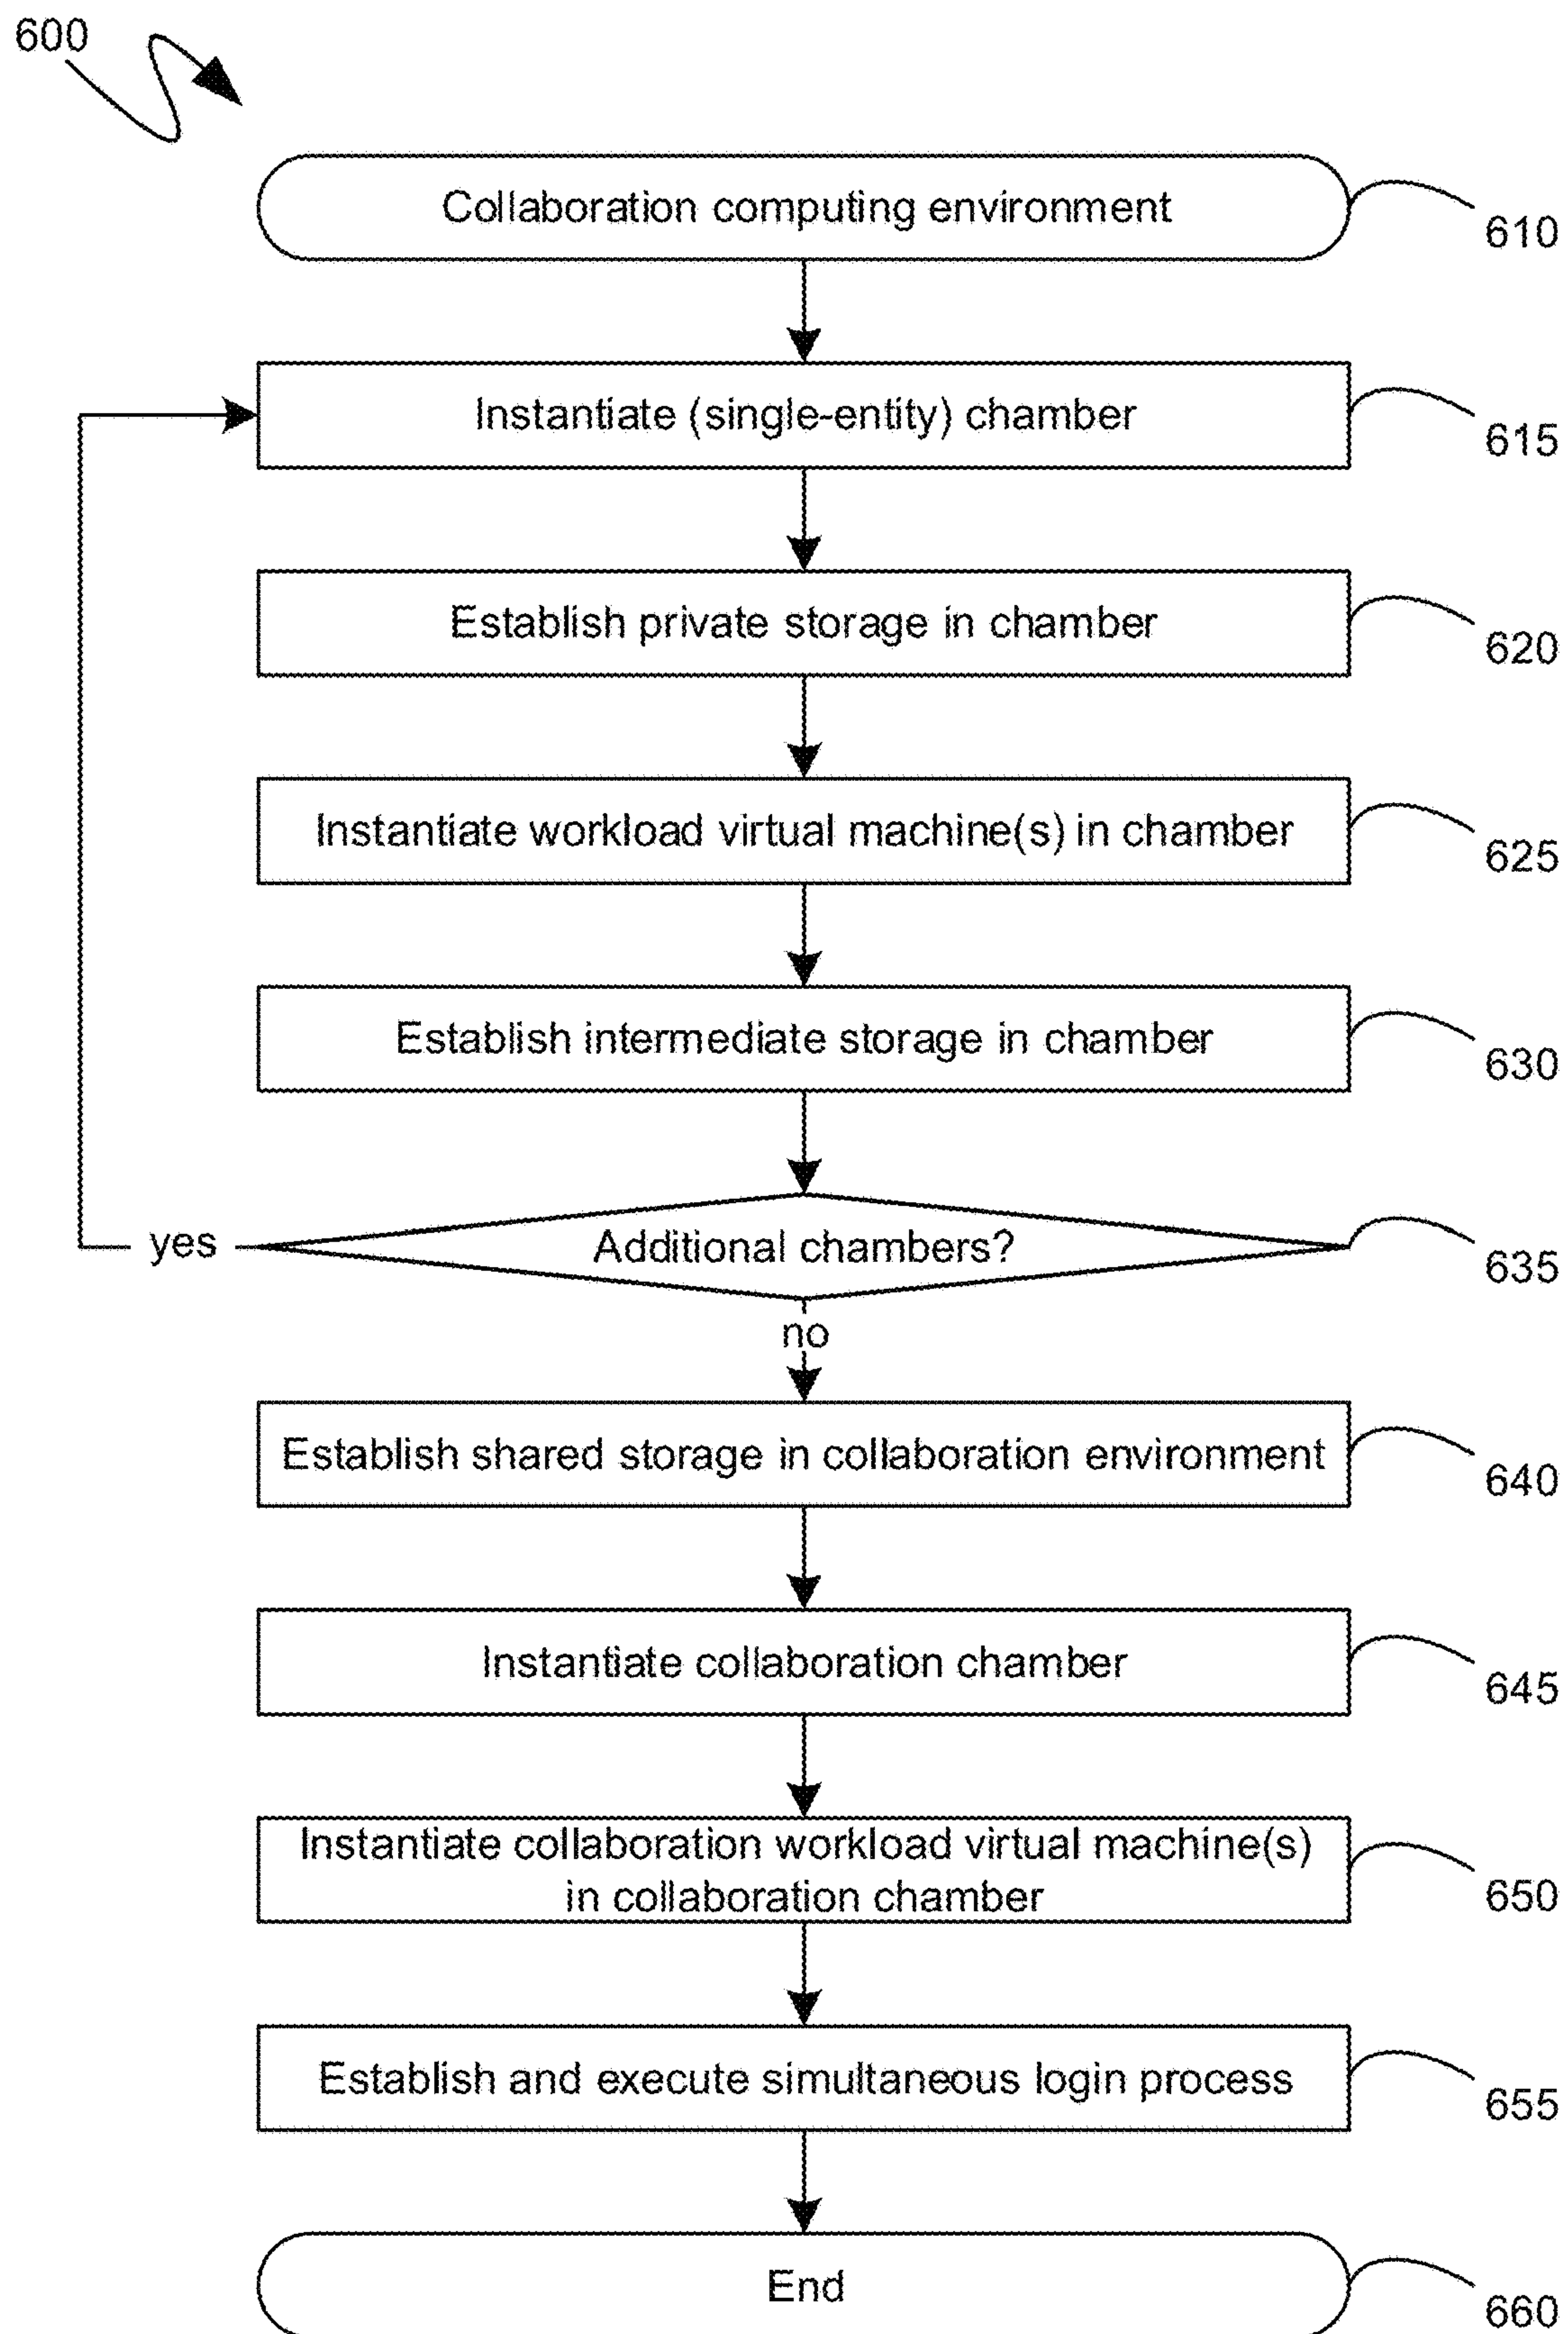 600
Collaboration computing environment
610
Instantiate (single-entity) chamber
615
Establish private storage in chamber
620
Instantiate workload virtual machine(s) in chamber
625
Establish intermediate storage in chamber
630
yes
Additional chambers?
635
no
Establish shared storage in collaboration environment
640
Instantiate collaboration chamber
645
Instantiate collaboration workload virtual machine(s)
in collaboration chamber
650
Establish and execute simultaneous login process
655
End
660